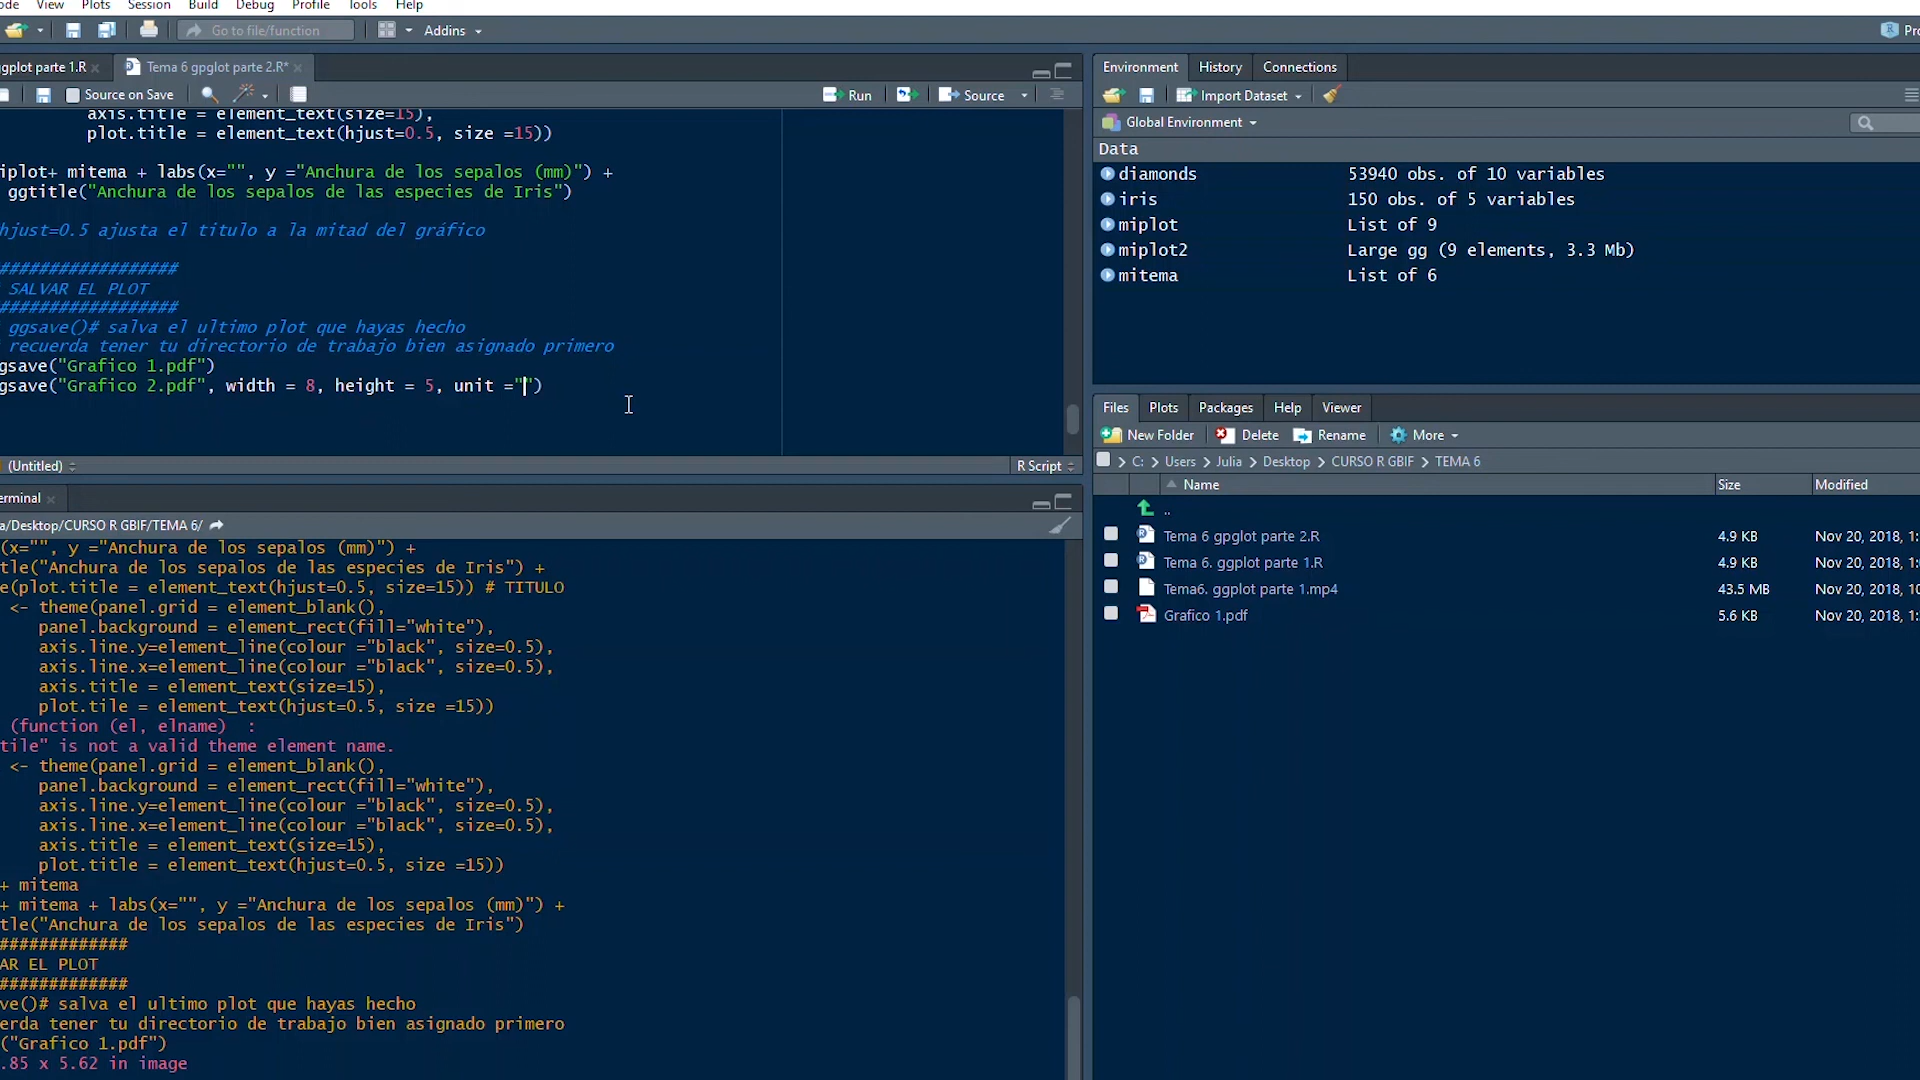 ode View Plots Session Build Debug Profile Tools Help
Go to file/function Addins Pro
ggplot parte 1.R Tema 6 gpglot parte 2.R*
Source on Save Run Source
axis.title = element_text(size=15),
plot.title = element_text(hjust=0.5, size =15))
iplot+ mitema + labs(x="", y ="Anchura de los sepalos (mm)") +
ggtitle("Anchura de los sepalos de las especies de Iris")
hjust=0.5 ajusta el titulo a la mitad del gráfico
##################
SALVAR EL PLOT
##################
ggsave()# salva el ultimo plot que hayas hecho
recuerda tener tu directorio de trabajo bien asignado primero
gsave("Grafico 1.pdf")
gsave("Grafico 2.pdf", width = 8, height = 5, unit ="")
(Untitled) R Script
erminal
a/Desktop/CURSO R GBIF/TEMA 6/
(x="", y ="Anchura de los sepalos (mm)") +
tle("Anchura de los sepalos de las especies de Iris") +
e(plot.title = element_text(hjust=0.5, size=15)) # TITULO
<- theme(panel.grid = element_blank(),
panel.background = element_rect(fill="white"),
axis.line.y=element_line(colour ="black", size=0.5),
axis.line.x=element_line(colour ="black", size=0.5),
axis.title = element_text(size=15),
plot.tile = element_text(hjust=0.5, size =15))
(function (el, elname) :
tile" is not a valid theme element name.
<- theme(panel.grid = element_blank(),
panel.background = element_rect(fill="white"),
axis.line.y=element_line(colour ="black", size=0.5),
axis.line.x=element_line(colour ="black", size=0.5),
axis.title = element_text(size=15),
plot.title = element_text(hjust=0.5, size =15))
+ mitema
+ mitema + labs(x="", y ="Anchura de los sepalos (mm)") +
tle("Anchura de los sepalos de las especies de Iris")
#############
AR EL PLOT
#############
ve()# salva el ultimo plot que hayas hecho
erda tener tu directorio de trabajo bien asignado primero
("Grafico 1.pdf")
.85 x 5.62 in image
Environment History Connections
Import Dataset
Global Environment
Data
diamonds 53940 obs. of 10 variables
iris 150 obs. of 5 variables
miplot List of 9
miplot2 Large gg (9 elements, 3.3 Mb)
mitema List of 6
Files Plots Packages Help Viewer
New Folder Delete Rename More
C: Users Julia Desktop CURSO R GBIF TEMA 6
Name Size Modified
..
Tema 6 gpglot parte 2.R 4.9 KB Nov 20, 2018, 1:
Tema 6. ggplot parte 1.R 4.9 KB Nov 20, 2018, 1:
Tema6. ggplot parte 1.mp4 43.5 MB Nov 20, 2018, 10
Grafico 1.pdf 5.6 KB Nov 20, 2018, 1: